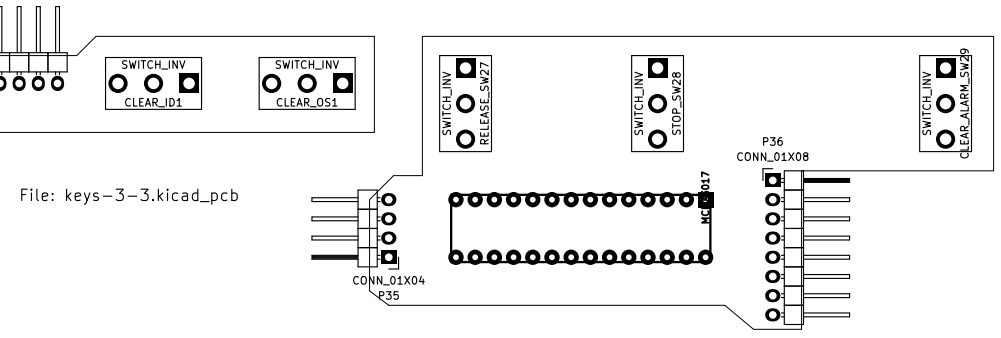 SWITCH_INV
CLEAR_ID1
SWITCH_INV
CLEAR_OS1
SWITCH_INV
RELEASE_SW27
SWITCH_INV
STOP_SW28
SWITCH_INV
CLEAR_ALARM_SW29
P36
CONN_01X08
File: keys-3-3.kicad_pcb
CONN_01X04
P35